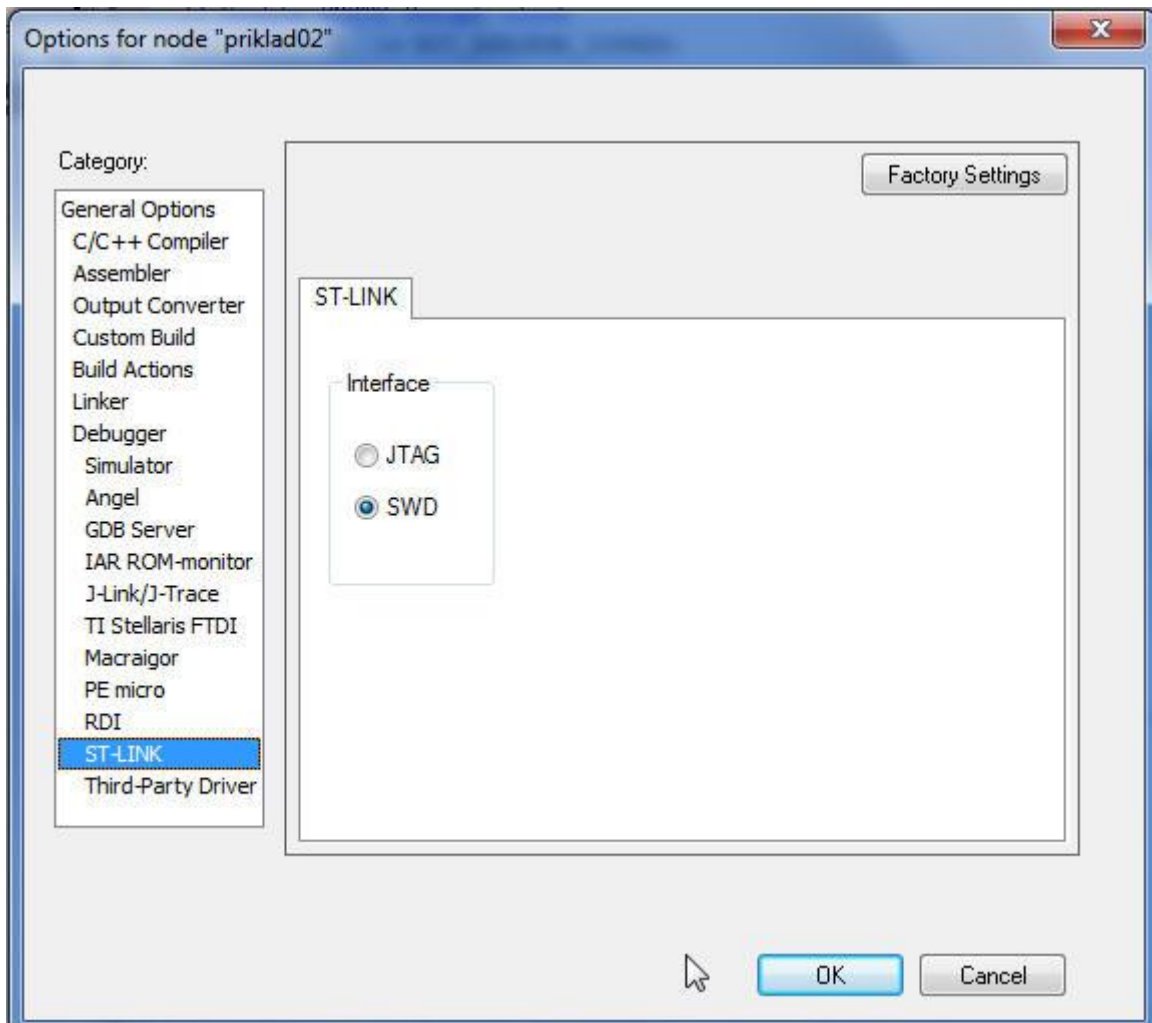 Options for node "priklad02"
Category:
General Options
C/C++ Compiler
Assembler
Output Converter
Custom Build
Build Actions
Linker
Debugger
Simulator
Angel
GDB Server
IAR ROM-monitor
J-Link/J-Trace
TI Stellaris FTDI
Macraigor
PE micro
RDI
ST-LINK
Third-Party Driver
Factory Settings
ST-LINK
Interface
JTAG
SWD
OK
Cancel